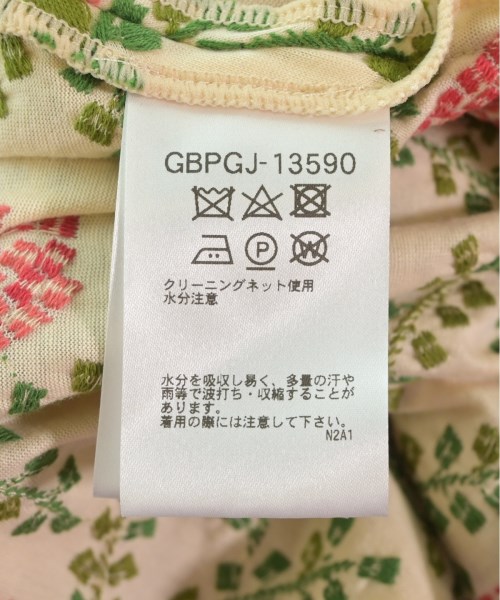 GBPGJ-13590
P W
クリーニングネット使用
水分注意
水分を吸収し易く、多量の汗や
雨等で波打ち・収縮することが
あります。
着用の際には注意して下さい。
N2A1